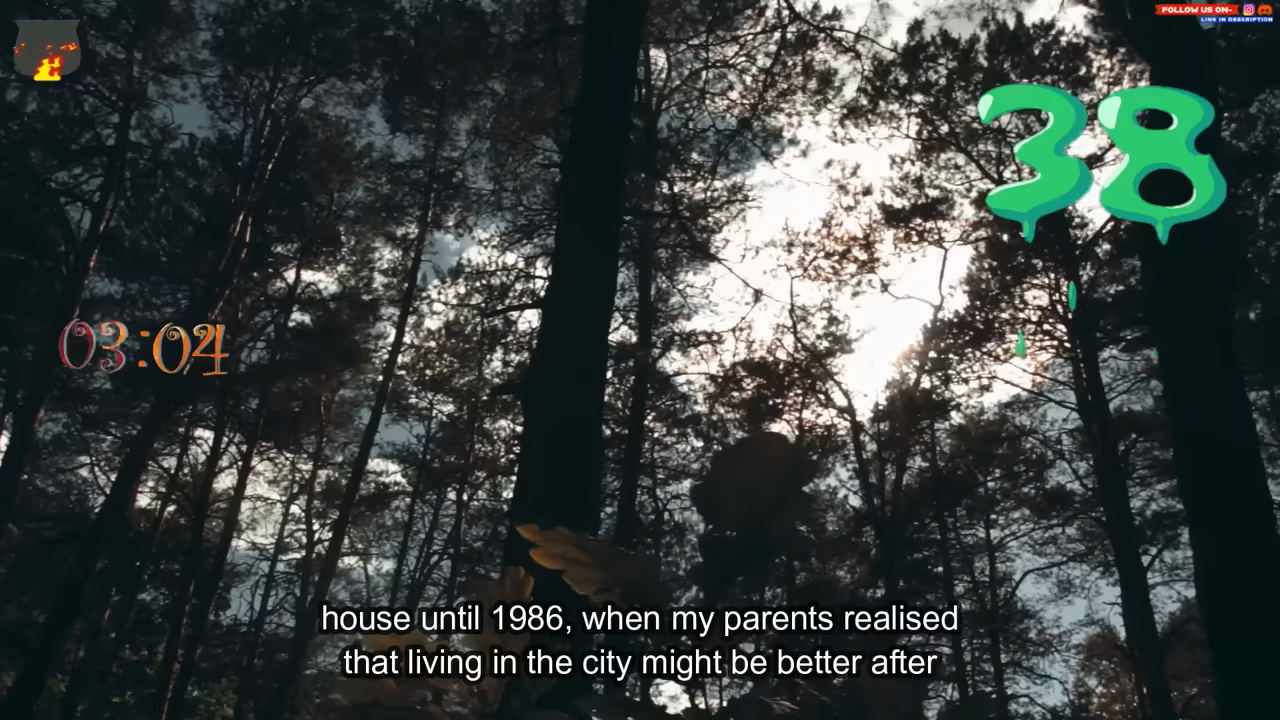 FOLLOW US ON-
LINK IN DESCRIPTION
38
03:04
house until 1986, when my parents realised
that living in the city might be better after